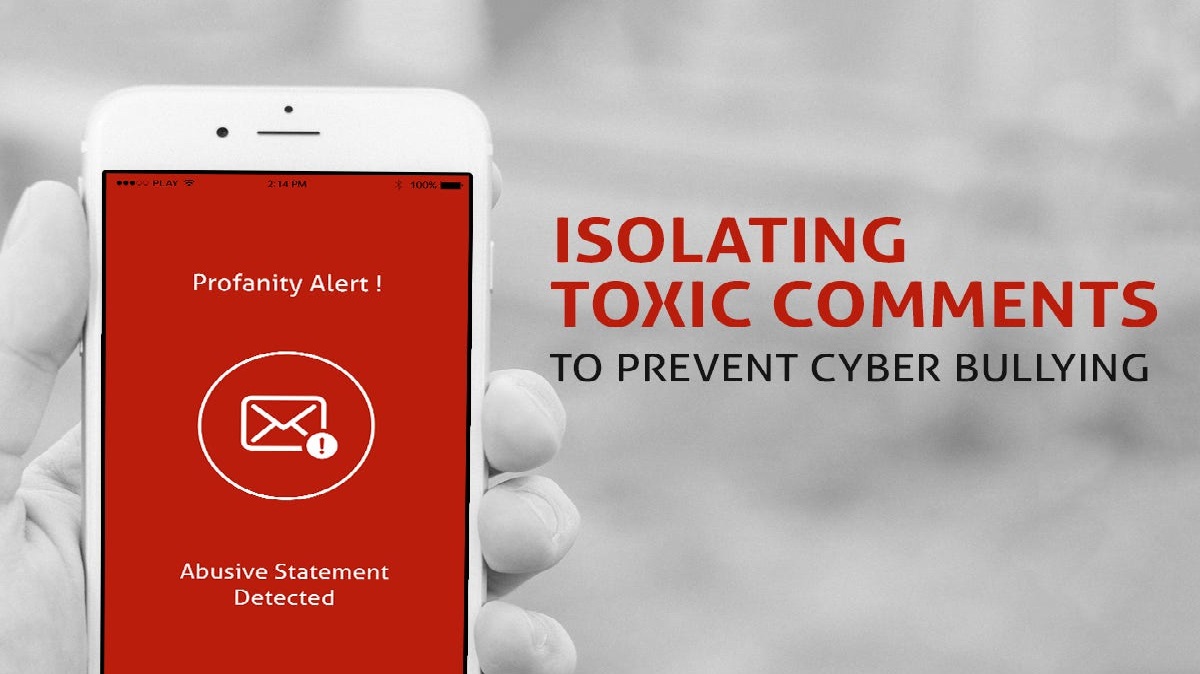 PLAY 2:14 PM 100%
Profanity Alert !
Abusive Statement
Detected
ISOLATING
TOXIC COMMENTS
TO PREVENT CYBER BULLYING